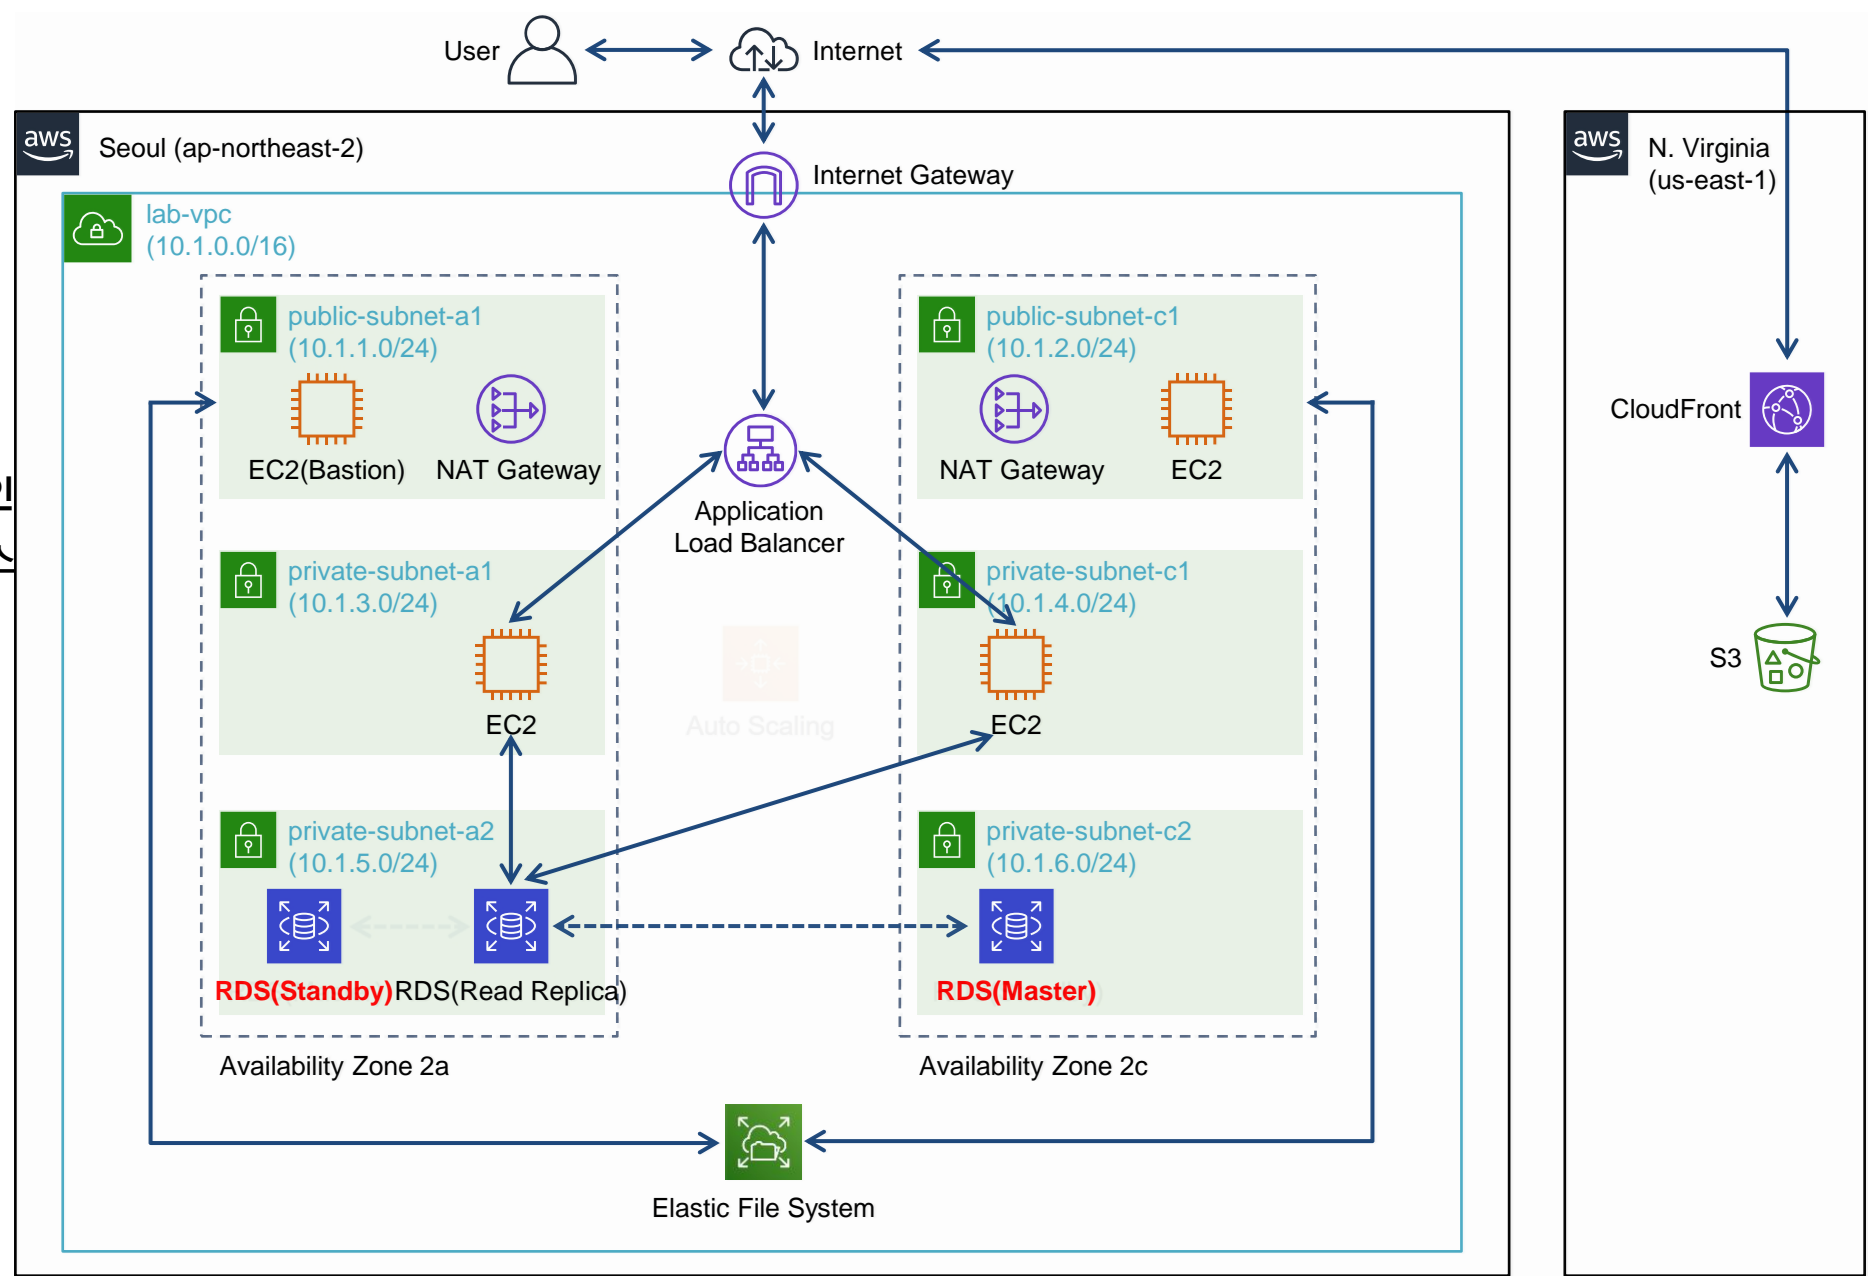 User
Internet
aws
Seoul (ap-northeast-2)
aws
N. Virginia
(us-east-1)
Internet Gateway
lab-vpc
(10.1.0.0/16)
public-subnet-a1
(10.1.1.0/24)
public-subnet-c1
(10.1.2.0/24)
CloudFront
EC2(Bastion)
NAT Gateway
NAT Gateway
EC2
Application
Load Balancer
private-subnet-a1
(10.1.3.0/24)
private-subnet-c1
(10.1.4.0/24)
S3
EC2
Auto Scaling
EC2
private-subnet-a2
(10.1.5.0/24)
private-subnet-c2
(10.1.6.0/24)
RDS(Standby)
RDS(Read Replica)
RDS(Master)
Availability Zone 2a
Availability Zone 2c
Elastic File System